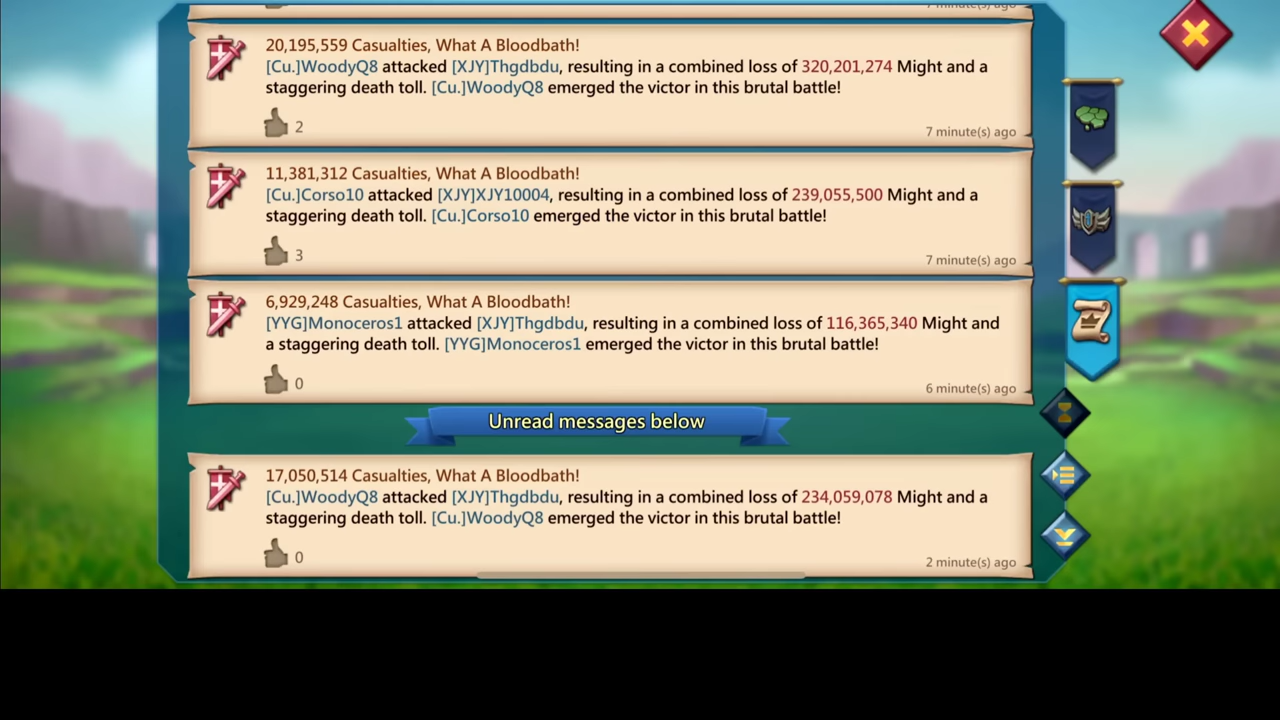 7 minute(s) ago
20,195,559 Casualties, What A Bloodbath!
[Cu.]WoodyQ8 attacked [XJY]Thgdbdu, resulting in a combined loss of 320,201,274 Might and a
staggering death toll. [Cu.]WoodyQ8 emerged the victor in this brutal battle!
2
7 minute(s) ago
11,381,312 Casualties, What A Bloodbath!
[Cu.]Corso10 attacked [XJY]XJY10004, resulting in a combined loss of 239,055,500 Might and a
staggering death toll. [Cu.]Corso10 emerged the victor in this brutal battle!
3
7 minute(s) ago
6,929,248 Casualties, What A Bloodbath!
[YYG]Monoceros1 attacked [XJY]Thgdbdu, resulting in a combined loss of 116,365,340 Might and
a staggering death toll. [YYG]Monoceros1 emerged the victor in this brutal battle!
0
6 minute(s) ago
Unread messages below
17,050,514 Casualties, What A Bloodbath!
[Cu.]WoodyQ8 attacked [XJY]Thgdbdu, resulting in a combined loss of 234,059,078 Might and a
staggering death toll. [Cu.]WoodyQ8 emerged the victor in this brutal battle!
0
2 minute(s) ago